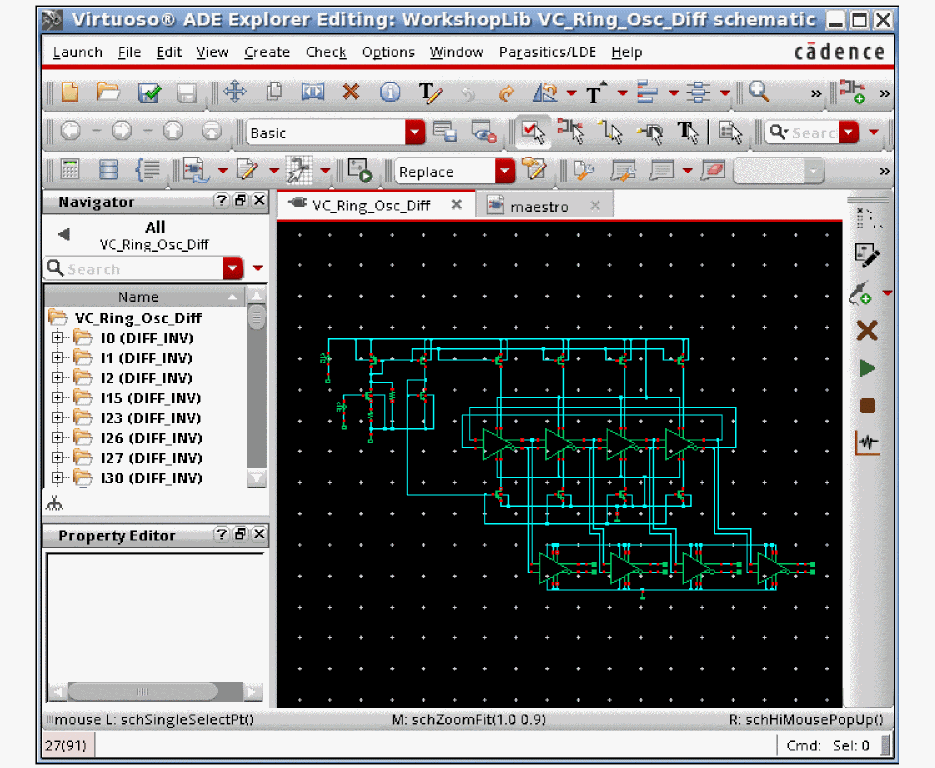 Virtuoso® ADE Explorer Editing: WorkshopLib VC_Ring_Osc_Diff schematic
Launch File Edit View Create Check Options Window Parasitics/LDE Help cādence
»
»
Basic
Search
Replace
»
Navigator
VC_Ring_Osc_Diff
maestro
All
VC_Ring_Osc_Diff
Search
Name
VC_Ring_Osc_Diff
I0 (DIFF_INV)
I1 (DIFF_INV)
I2 (DIFF_INV)
I15 (DIFF_INV)
I23 (DIFF_INV)
I26 (DIFF_INV)
I27 (DIFF_INV)
I30 (DIFF_INV)
Property Editor
mouse L: schSingleSelectPt() M: schZoomFit(1.0 0.9) R: schHiMousePopUp()
27(91) Cmd: Sel: 0